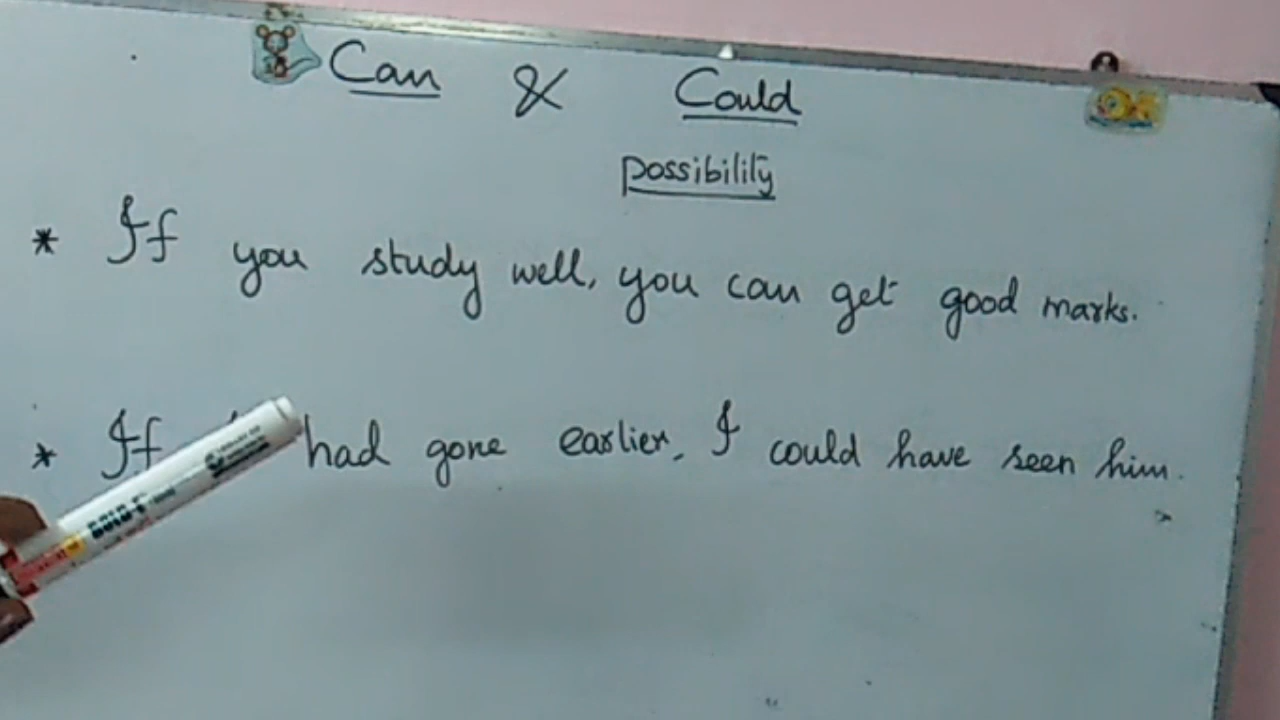 Can & Could
possibility
* If you study well, you can get good marks.
* If had gone earlier, I could have seen him.